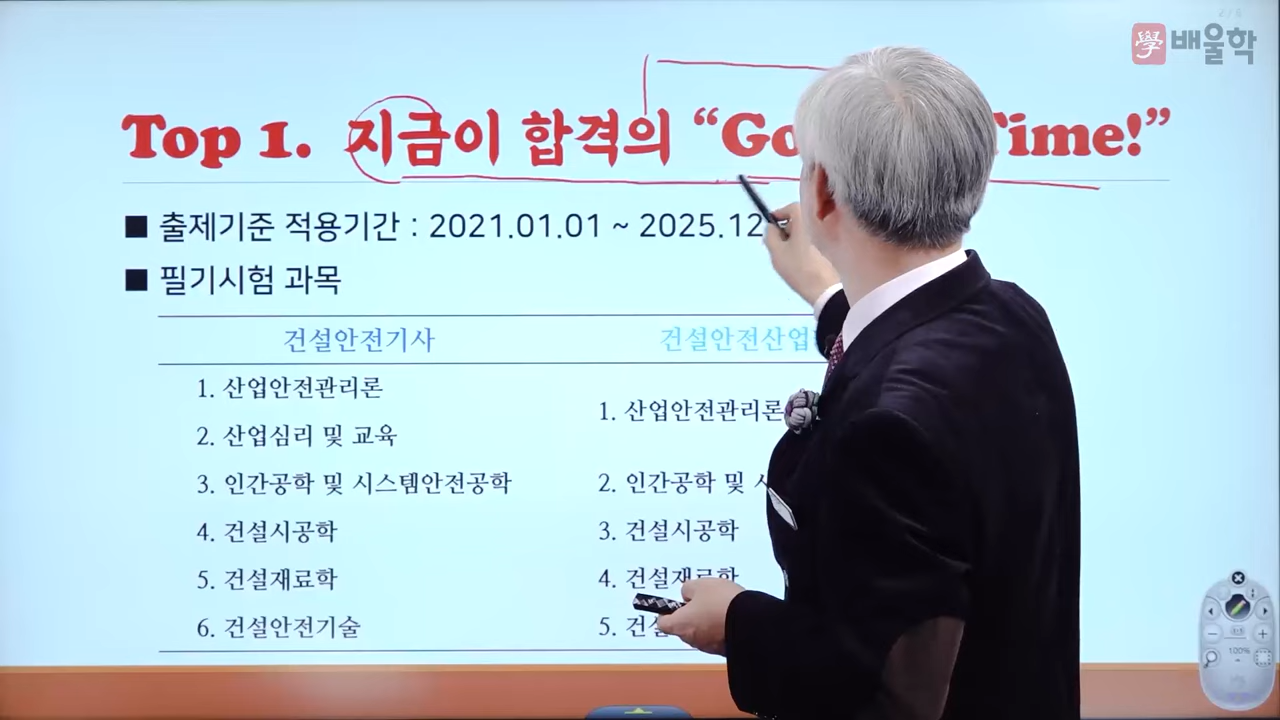 2/6
學 배울학
Top 1. 지금이 합격의 “Go Time!”
■ 출제기준 적용기간 : 2021.01.01 ~ 2025.12
■ 필기시험 과목
건설안전기사 건설안전산업
1. 산업안전관리론 1. 산업안전관리론
2. 산업심리 및 교육
3. 인간공학 및 시스템안전공학 2. 인간공학 및
4. 건설시공학 3. 건설시공학
5. 건설재료학 4. 건설재료학
6. 건설안전기술 5. 건설
100%